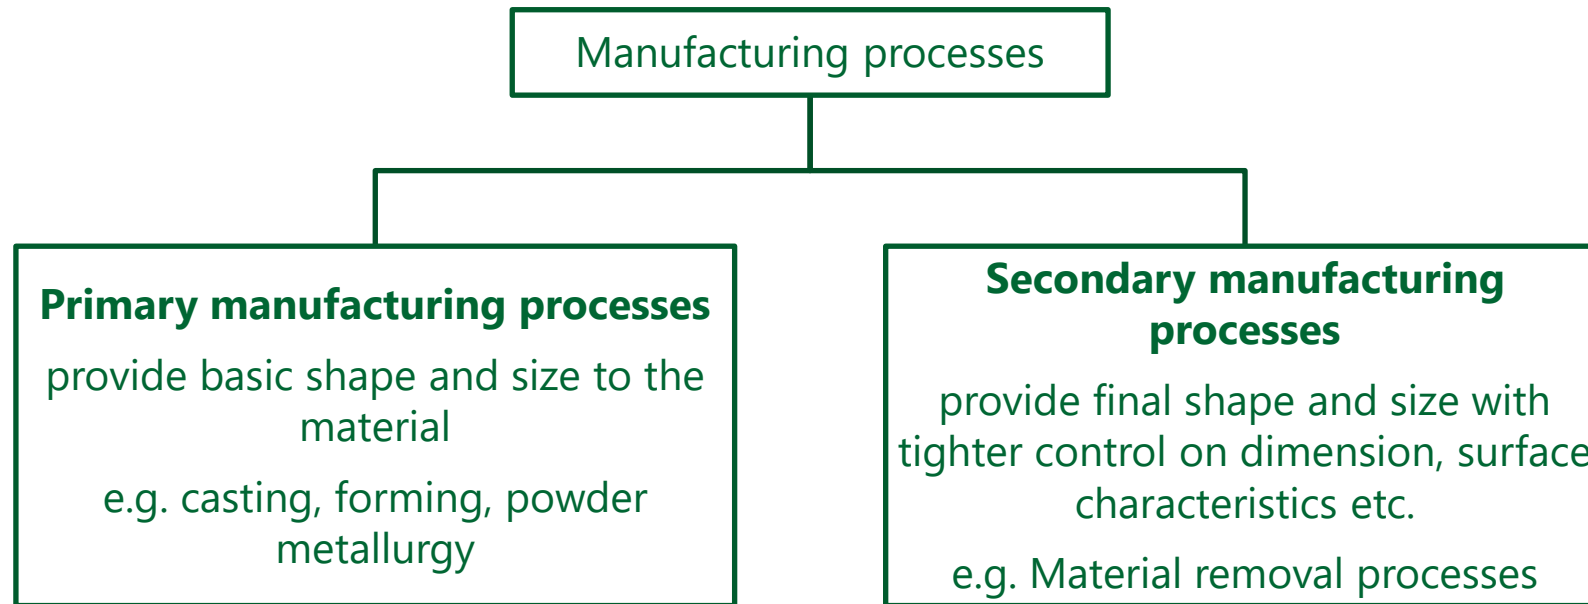 Manufacturing processes
Primary manufacturing processes
provide basic shape and size to the
material
e.g. casting, forming, powder
metallurgy
Secondary manufacturing
processes
provide final shape and size with
tighter control on dimension, surface
characteristics etc.
e.g. Material removal processes